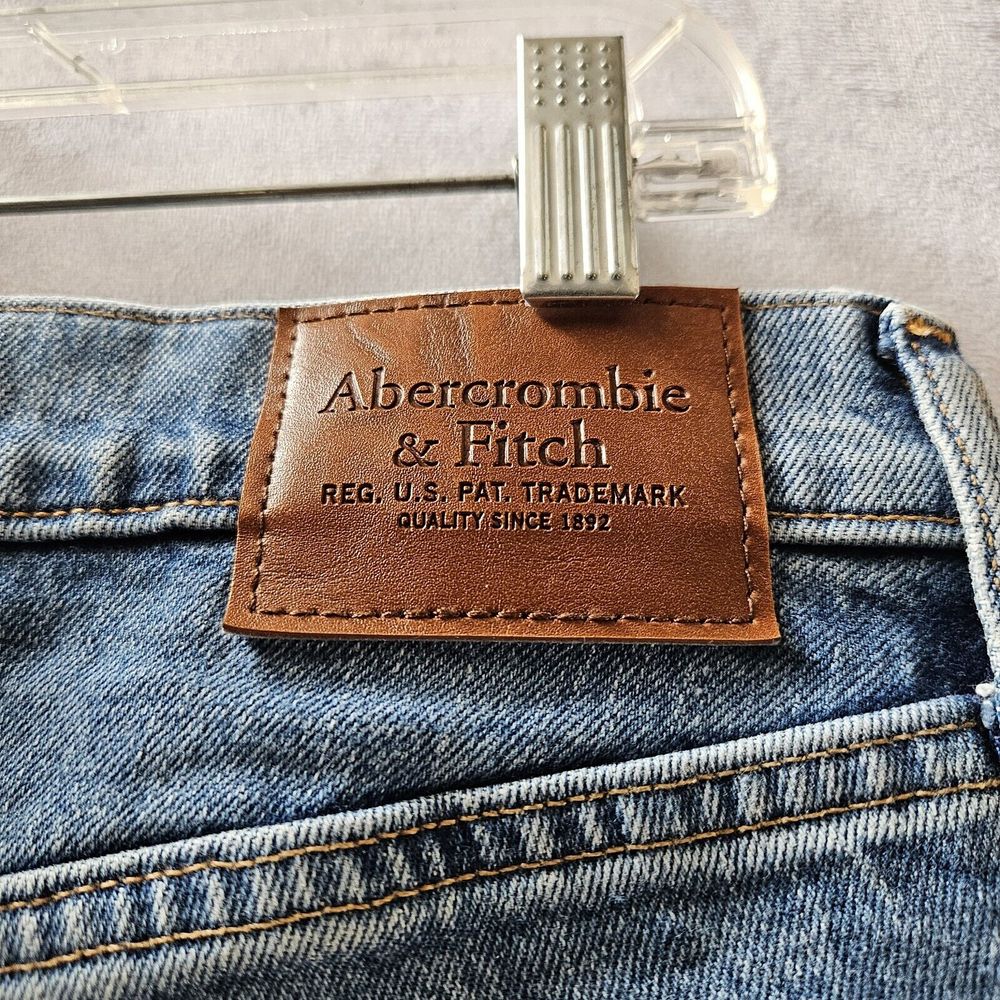 Abercrombie
& Fitch
REG. U.S. PAT. TRADEMARK
QUALITY SINCE 1892